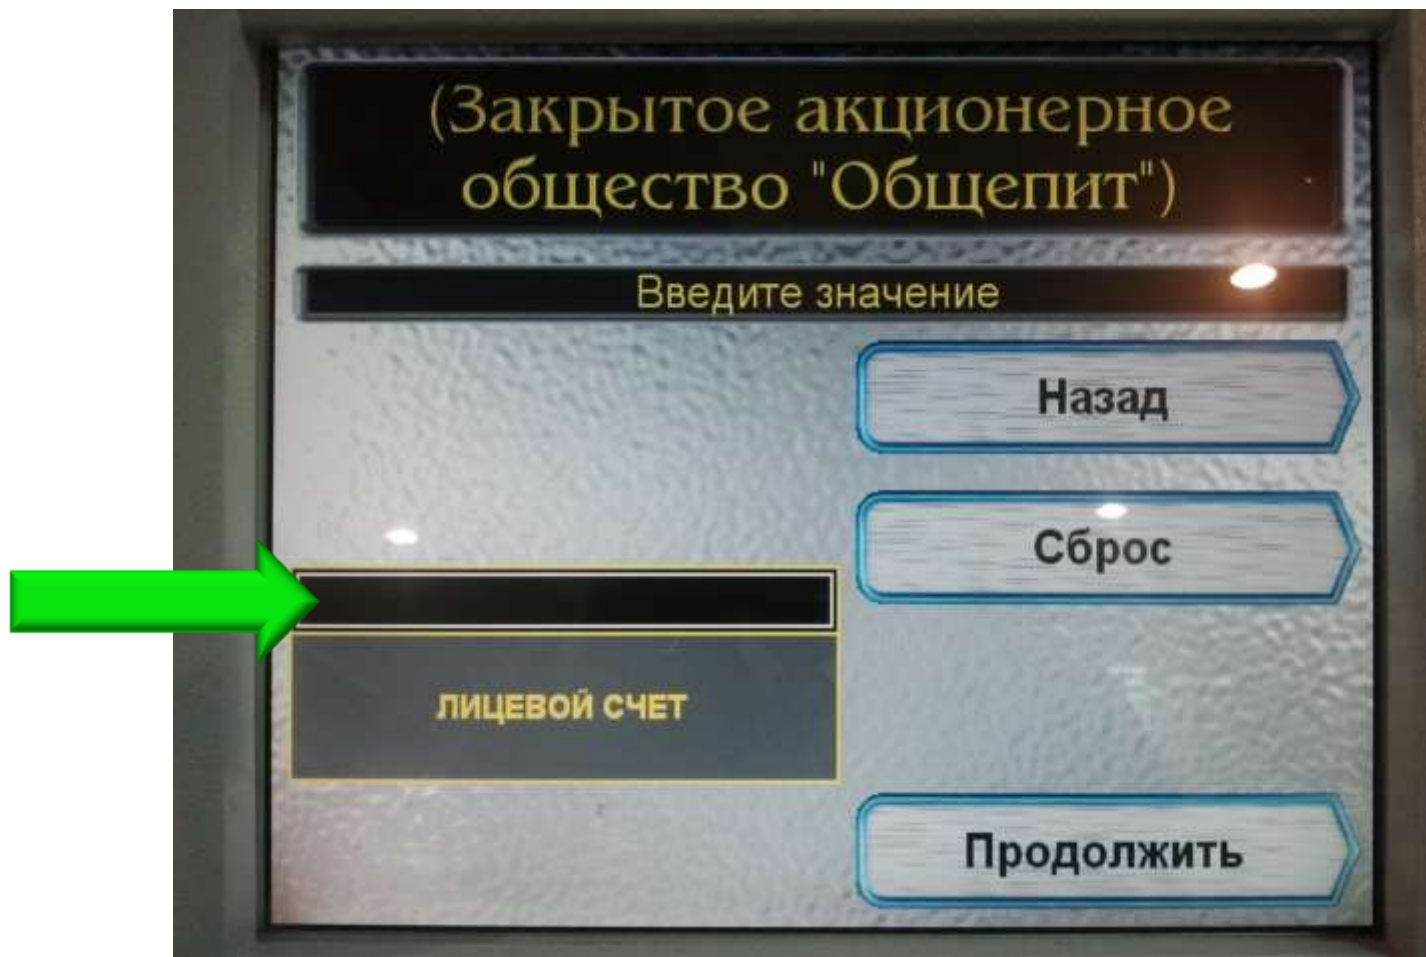 (Закрытое акционерное
общество "Общепит")
Введите значение
Назад
Сброс
ЛИЦЕВОЙ СЧЕТ
Продолжить